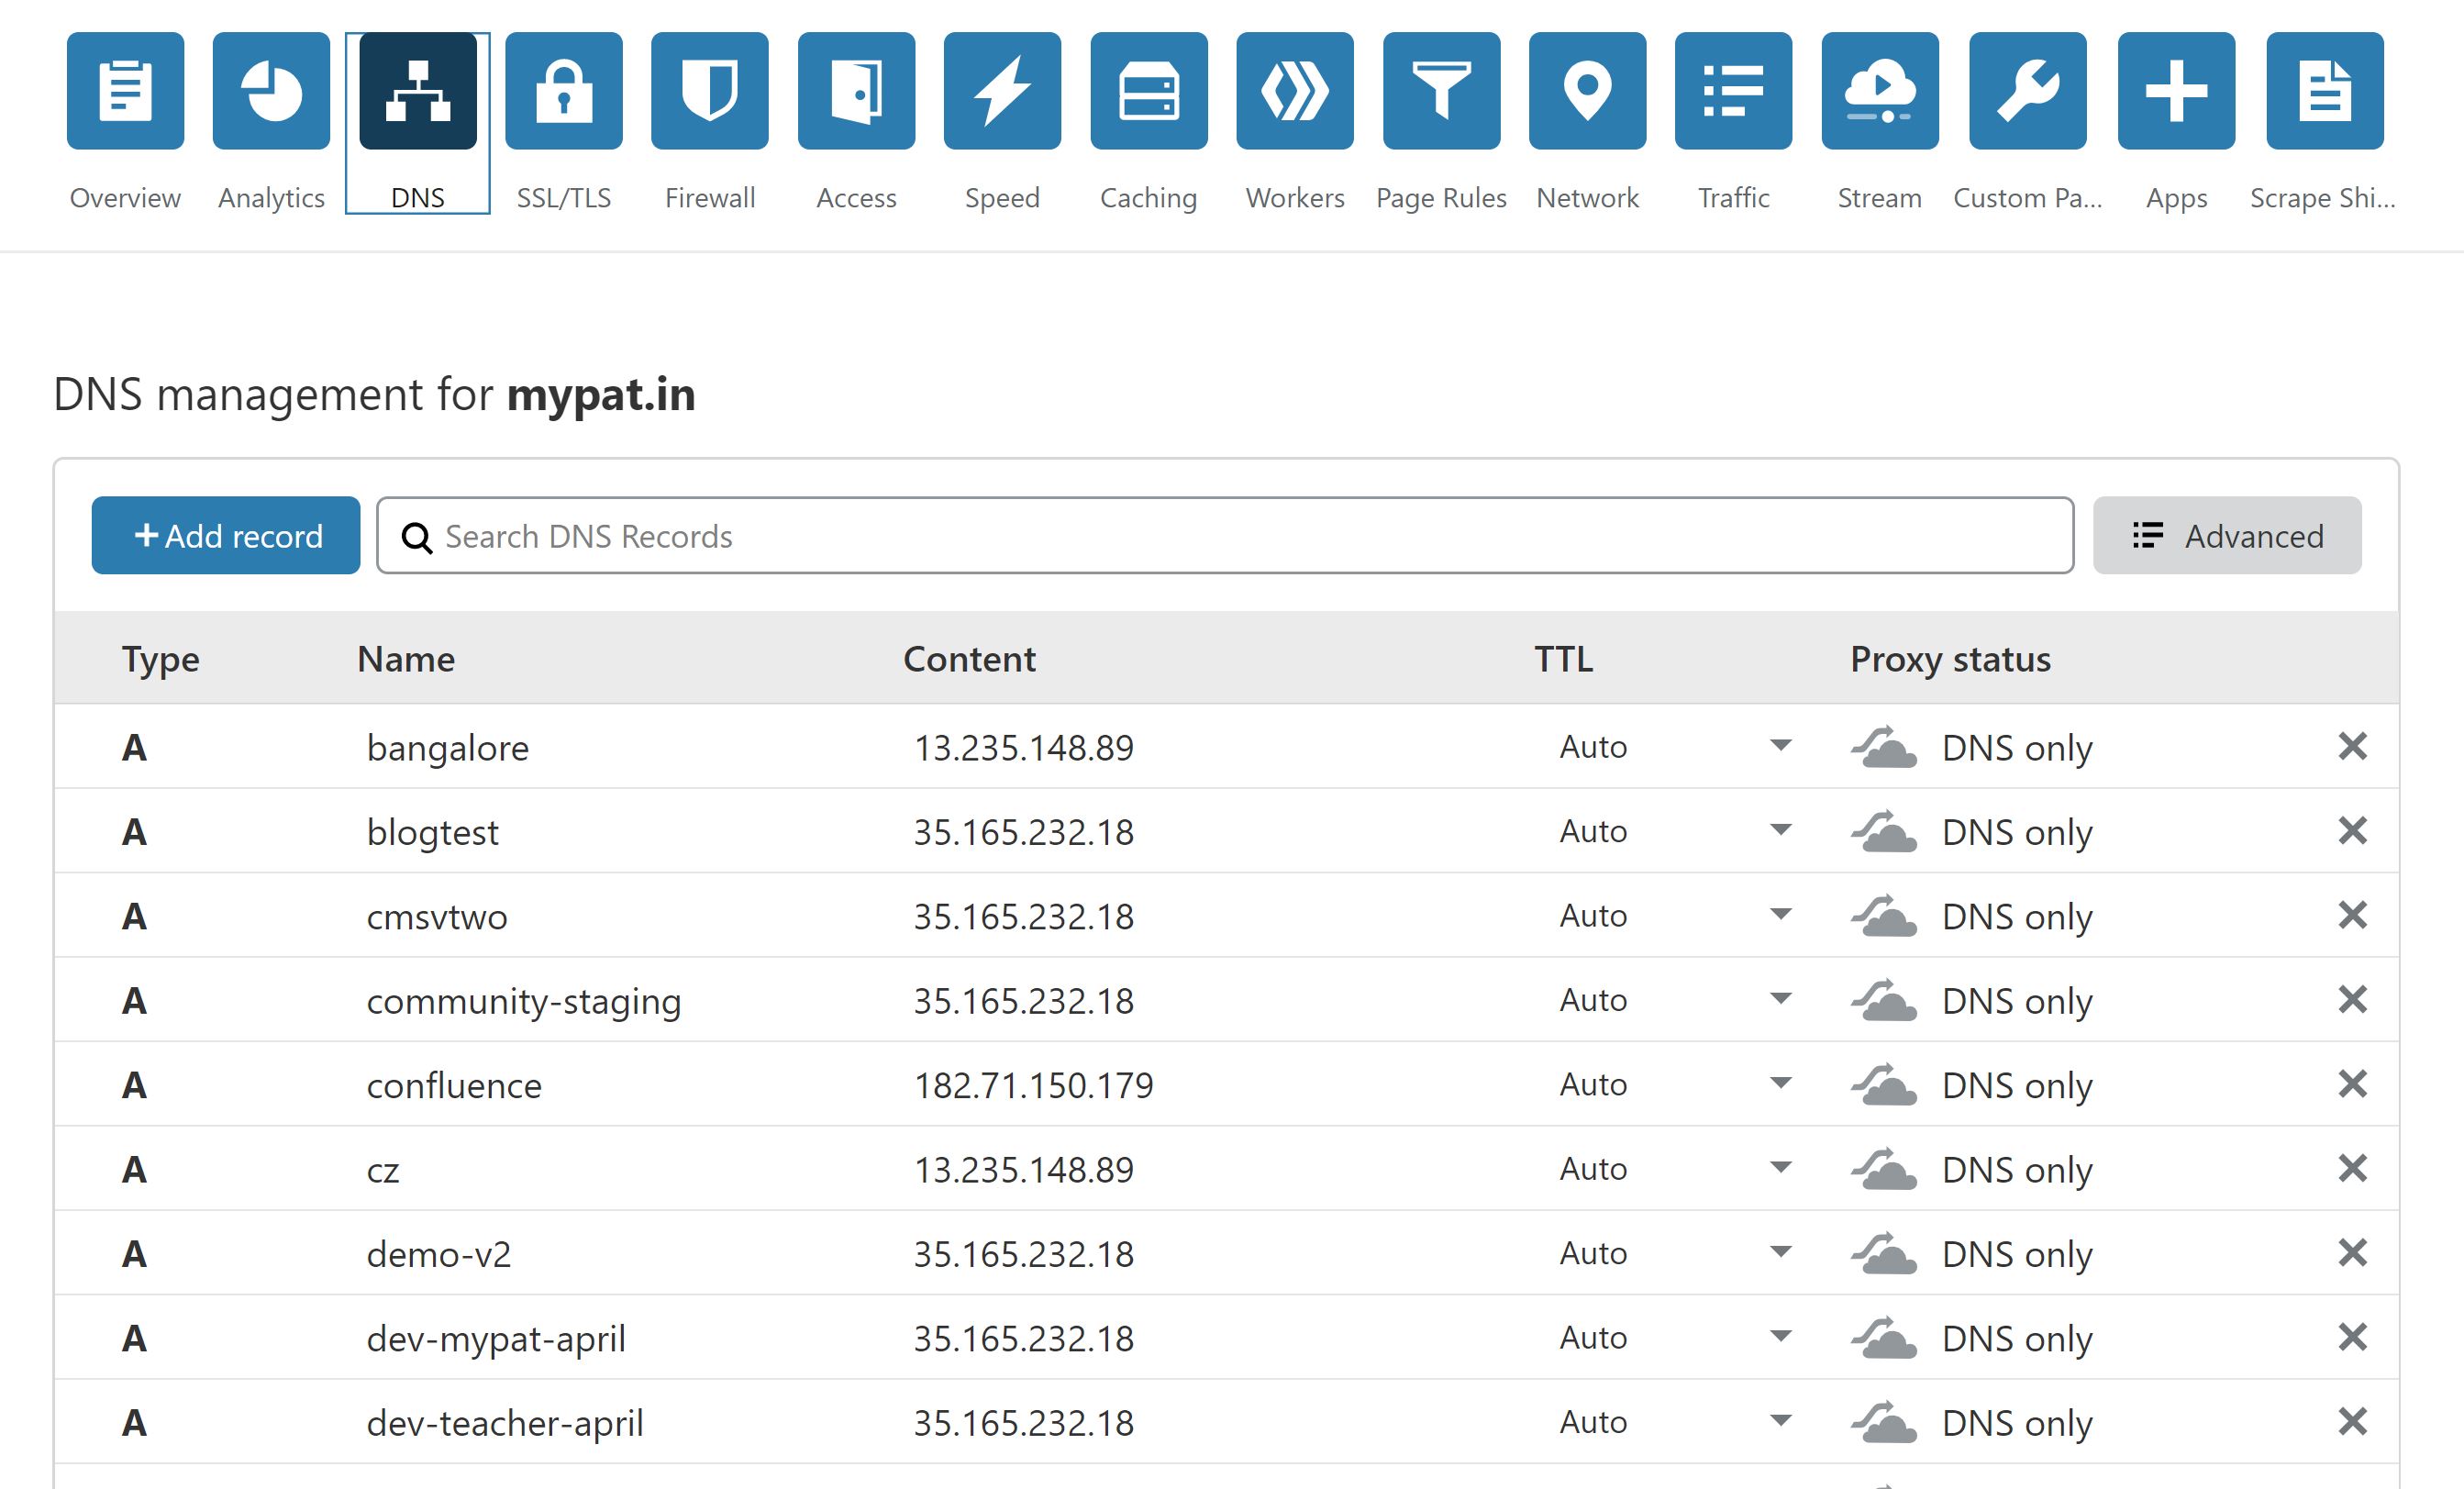 Overview Analytics DNS SSL/TLS Firewall Access Speed Caching Workers Page Rules Network Traffic Stream Custom Pa... Apps Scrape Shi...
DNS management for mypat.in
+ Add record Search DNS Records Advanced
Type Name Content TTL Proxy status
A bangalore 13.235.148.89 Auto DNS only
A blogtest 35.165.232.18 Auto DNS only
A cmsvtwo 35.165.232.18 Auto DNS only
A community-staging 35.165.232.18 Auto DNS only
A confluence 182.71.150.179 Auto DNS only
A cz 13.235.148.89 Auto DNS only
A demo-v2 35.165.232.18 Auto DNS only
A dev-mypat-april 35.165.232.18 Auto DNS only
A dev-teacher-april 35.165.232.18 Auto DNS only